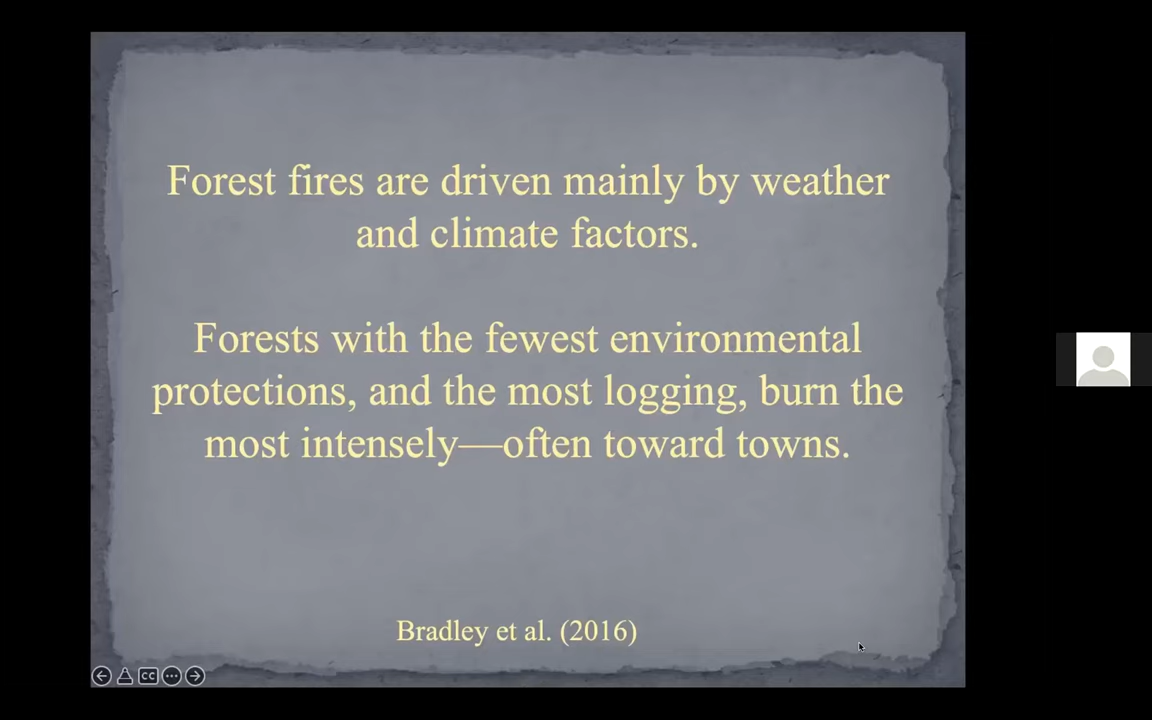 Forest fires are driven mainly by weather
and climate factors.
Forests with the fewest environmental
protections, and the most logging, burn the
most intensely—often toward towns.
Bradley et al. (2016)
CC